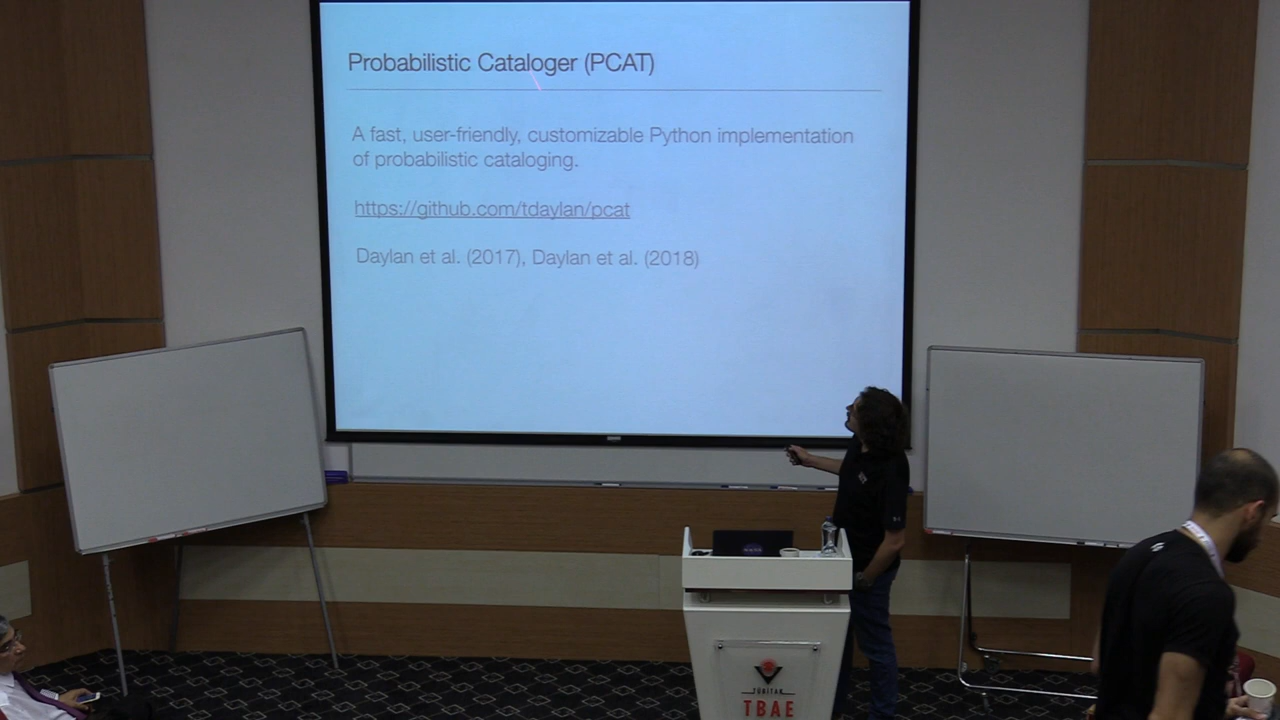 Probabilistic Cataloger (PCAT)
A fast, user-friendly, customizable Python implementation
of probabilistic cataloging.
https://github.com/tdaylan/pcat
Daylan et al. (2017), Daylan et al. (2018)
NASA
TÜBİTAK
TBAE